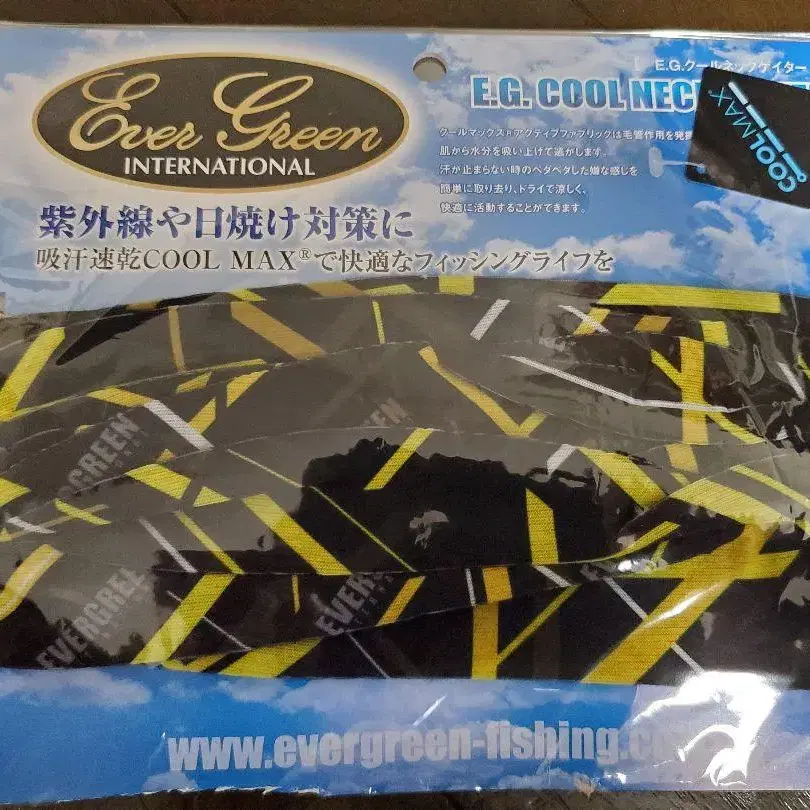 Ever Green
INTERNATIONAL
E.G.クールネックゲイター
E.G. COOL NECK
COOLMAX
クールマックス®アクティブファブリックは毛管作用を発揮
肌から水分を吸い上げて逃がします。
汗が止まらない時のベタベタした嫌な感じを
簡単に取り去り、ドライで涼しく、
快適に活動することができます。
紫外線や日焼け対策に
吸汗速乾COOL MAX®で快適なフィッシングライフを
EVERGREEN
EVERGREEN
EVERGREE
EVERGREEN
www.evergreen-fishing.c